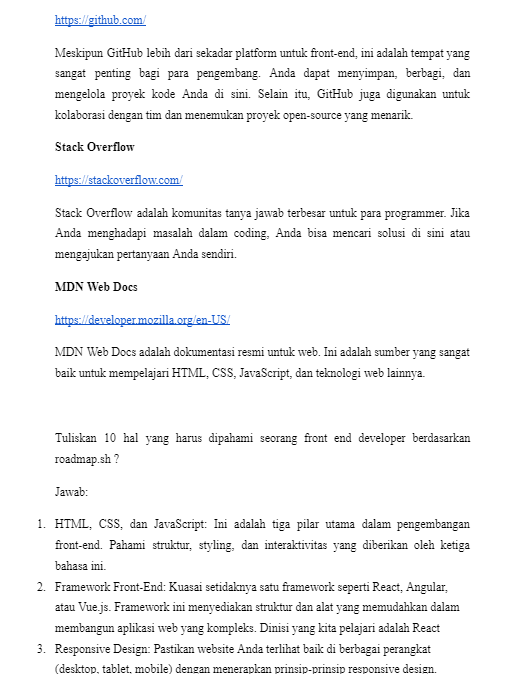 https://github.com/
Meskipun GitHub lebih dari sekadar platform untuk front-end, ini adalah tempat yang
sangat penting bagi para pengembang. Anda dapat menyimpan, berbagi, dan
mengelola proyek kode Anda di sini. Selain itu, GitHub juga digunakan untuk
kolaborasi dengan tim dan menemukan proyek open-source yang menarik.
Stack Overflow
https://stackoverflow.com/
Stack Overflow adalah komunitas tanya jawab terbesar untuk para programmer. Jika
Anda menghadapi masalah dalam coding, Anda bisa mencari solusi di sini atau
mengajukan pertanyaan Anda sendiri.
MDN Web Docs
https://developer.mozilla.org/en-US/
MDN Web Docs adalah dokumentasi resmi untuk web. Ini adalah sumber yang sangat
baik untuk mempelajari HTML, CSS, JavaScript, dan teknologi web lainnya.
Tuliskan 10 hal yang harus dipahami seorang front end developer berdasarkan
roadmap.sh ?
Jawab:
1. HTML, CSS, dan JavaScript: Ini adalah tiga pilar utama dalam pengembangan
front-end. Pahami struktur, styling, dan interaktivitas yang diberikan oleh ketiga
bahasa ini.
2. Framework Front-End: Kuasai setidaknya satu framework seperti React, Angular,
atau Vue.js. Framework ini menyediakan struktur dan alat yang memudahkan dalam
membangun aplikasi web yang kompleks. Dinisi yang kita pelajari adalah React
3. Responsive Design: Pastikan website Anda terlihat baik di berbagai perangkat
(desktop, tablet, mobile) dengan menerapkan prinsip-prinsip responsive design.